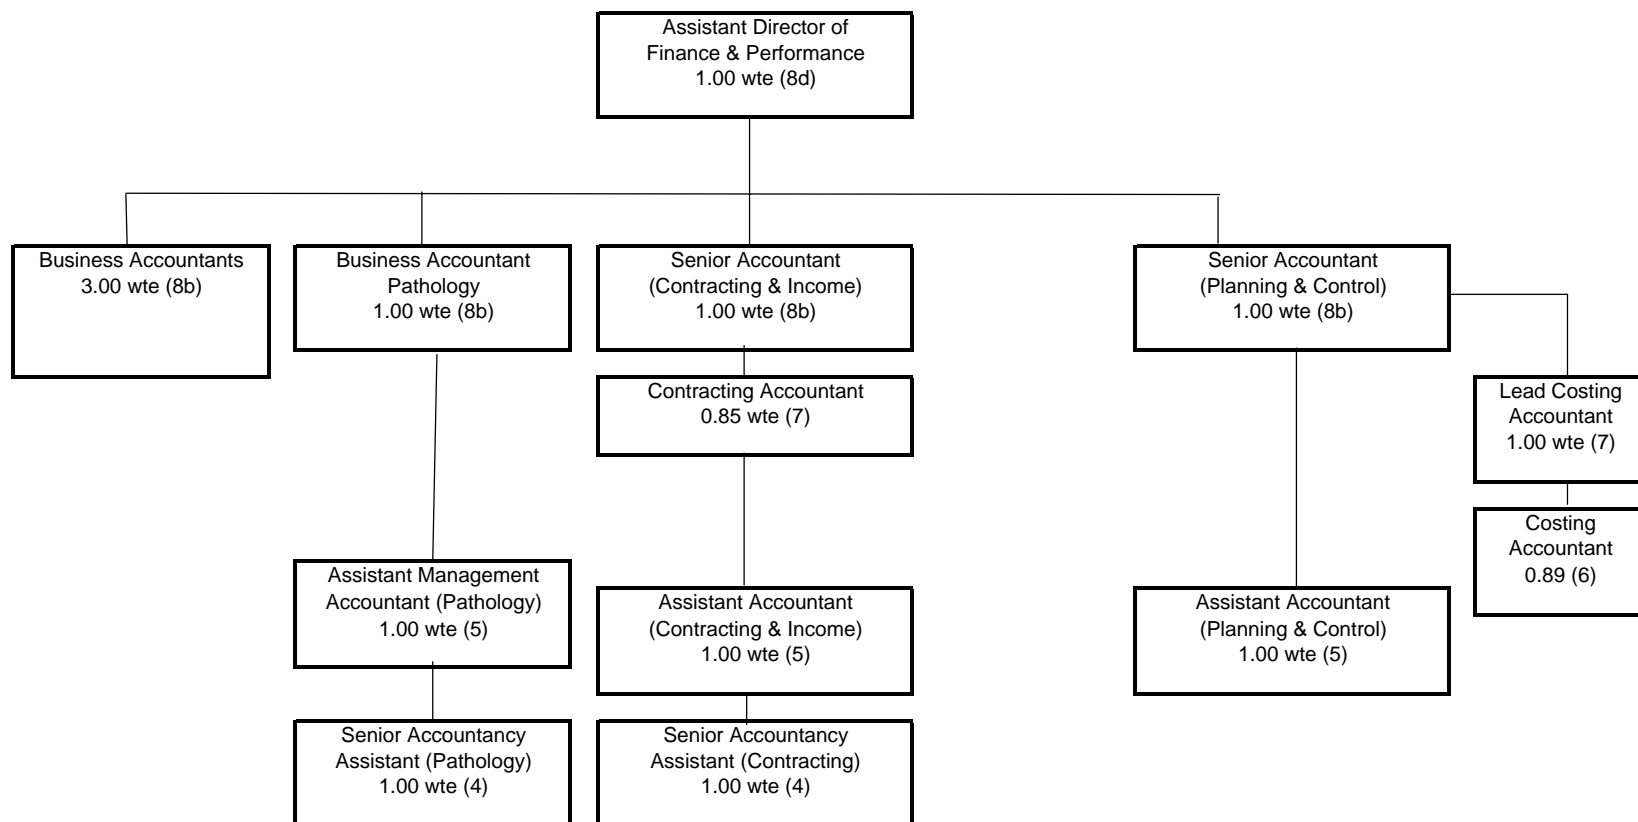 Assistant Director of
Finance & Performance
1.00 wte (8d)
Business Accountants
3.00 wte (8b)
Business Accountant
Pathology
1.00 wte (8b)
Senior Accountant
(Contracting & Income)
1.00 wte (8b)
Senior Accountant
(Planning & Control)
1.00 wte (8b)
Contracting Accountant
0.85 wte (7)
Lead Costing
Accountant
1.00 wte (7)
Costing
Accountant
0.89 (6)
Assistant Management
Accountant (Pathology)
1.00 wte (5)
Assistant Accountant
(Contracting & Income)
1.00 wte (5)
Assistant Accountant
(Planning & Control)
1.00 wte (5)
Senior Accountancy
Assistant (Pathology)
1.00 wte (4)
Senior Accountancy
Assistant (Contracting)
1.00 wte (4)